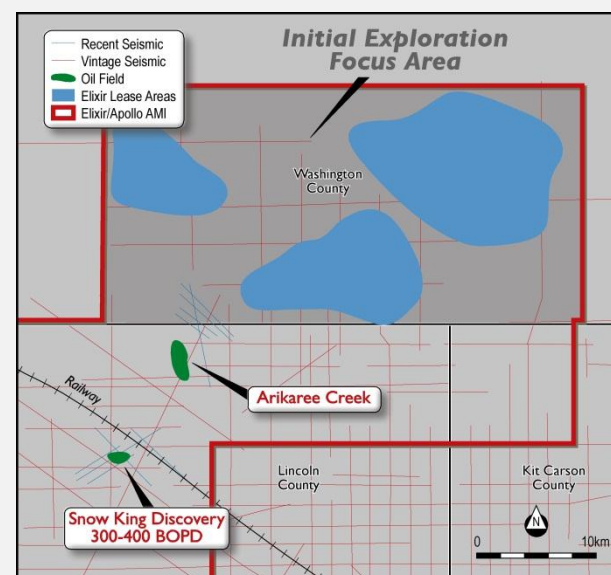 Initial Exploration
Focus Area
Recent Seismic
Vintage Seismic
Oil Field
Elixir Lease Areas
Elixir/Apollo AMI
Washington
County
Arikaree Creek
Railway
Snow King Discovery
300-400 BOPD
Lincoln
County
Kit Carson
County
N
0 10km